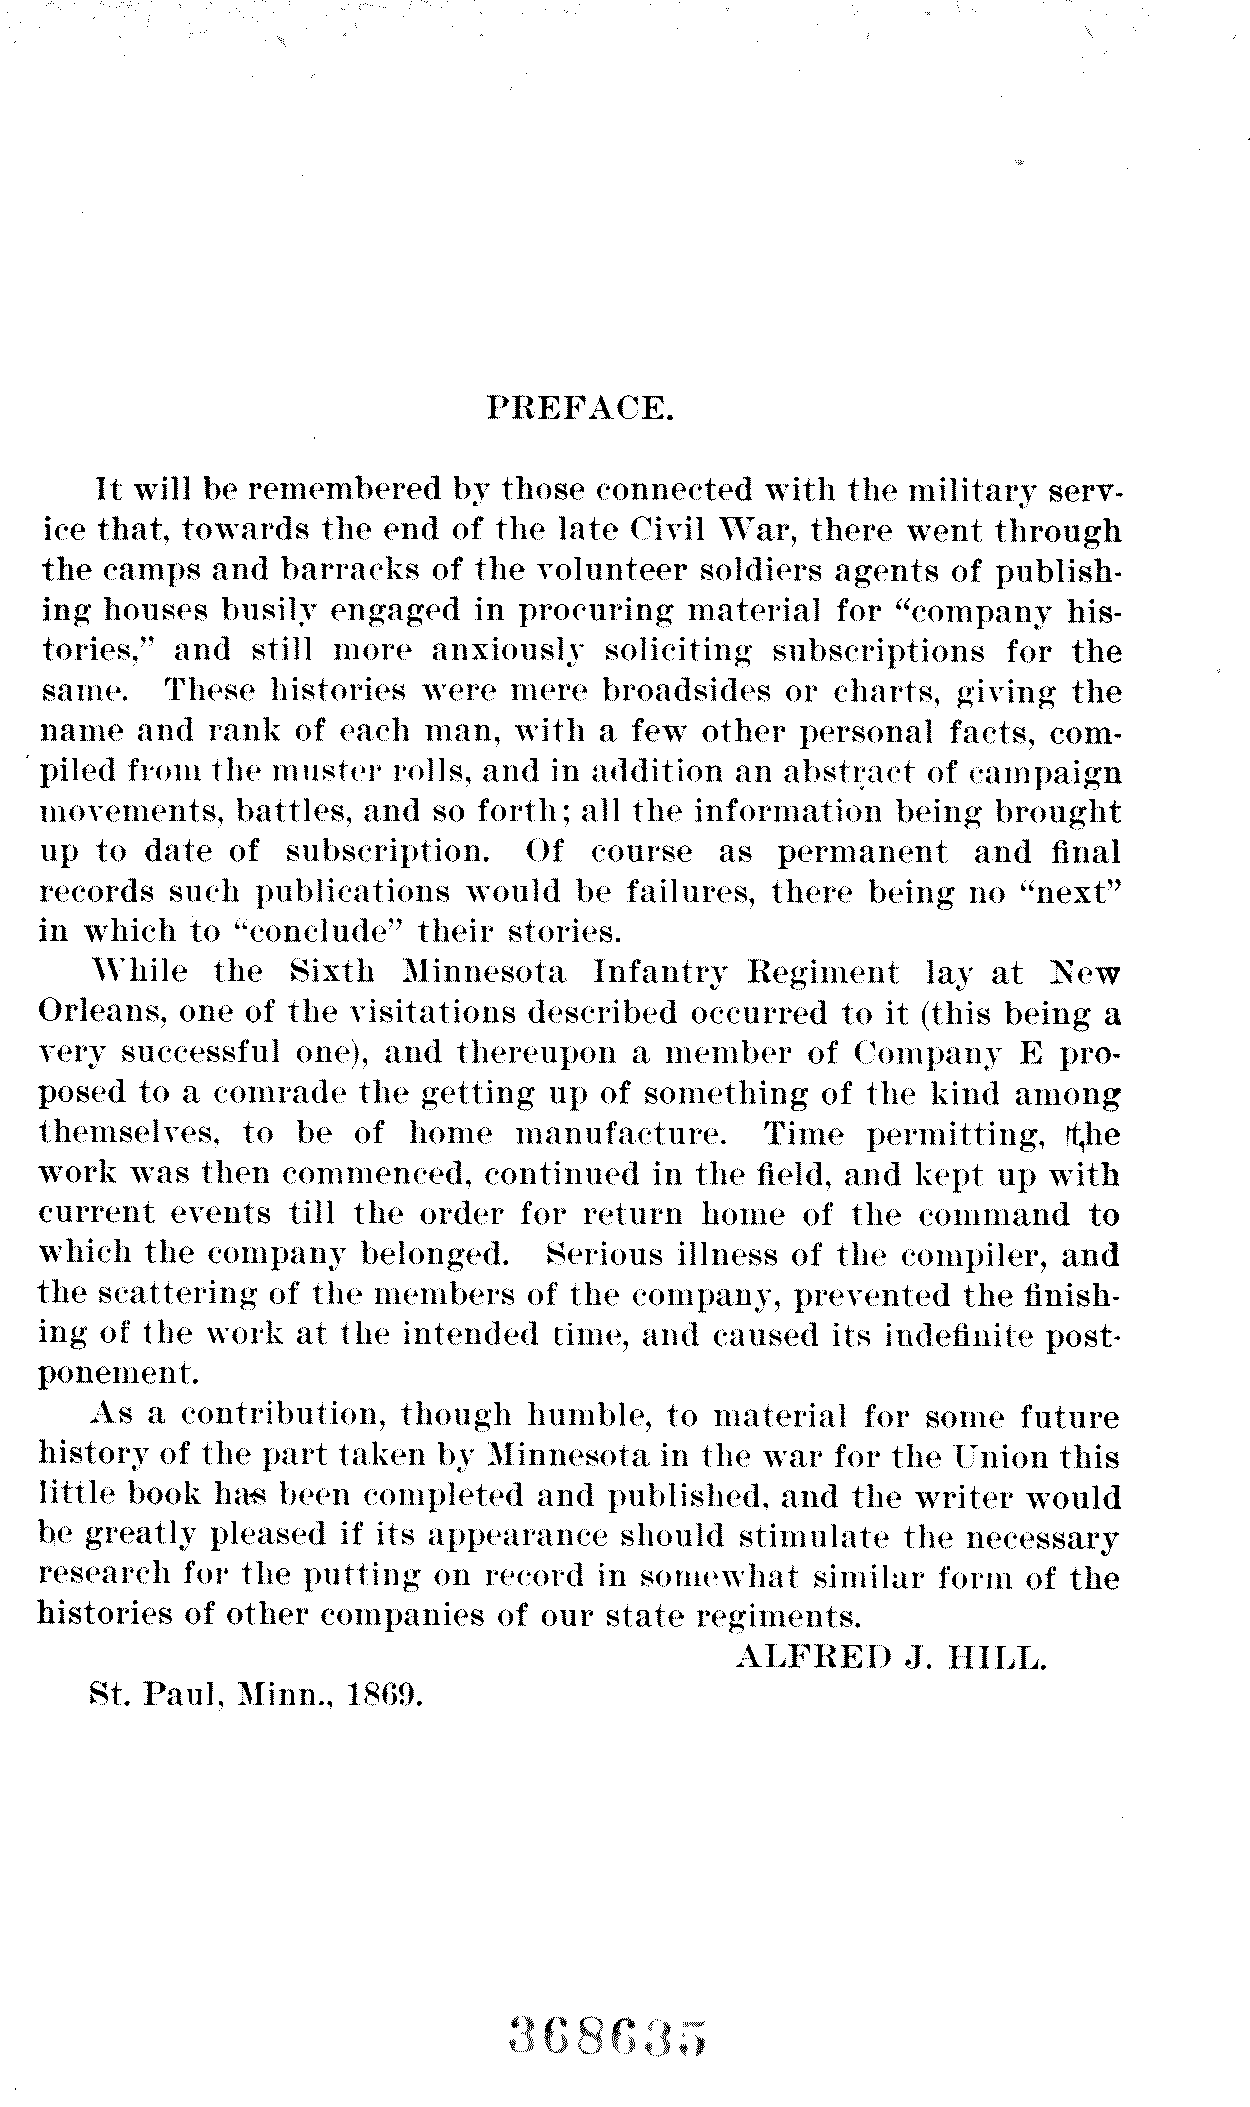 PREFACE.
It will be remembered by those connected with the military serv-
ice that, towards the end of the late Civil War, there went through
the camps and barracks of the volunteer soldiers agents of publish-
ing houses busily engaged in procuring material for “company his-
tories,” and still more anxiously soliciting subscriptions for the
same. These histories were mere broadsides or charts, giving the
name and rank of each man, with a few other personal facts, com-
piled from the muster rolls, and in addition an abstract of campaign
movements, battles, and so forth; all the information being brought
up to date of subscription. Of course as permanent and final
records such publications would be failures, there being no “next”
in which to “conclude” their stories.
While the Sixth Minnesota Infantry Regiment lay at New
Orleans, one of the visitations described occurred to it (this being a
very successful one), and thereupon a member of Company E pro-
posed to a comrade the getting up of something of the kind among
themselves, to be of home manufacture. Time permitting, the
work was then commenced, continued in the field, and kept up with
current events till the order for return home of the command to
which the company belonged. Serious illness of the compiler, and
the scattering of the members of the company, prevented the finish-
ing of the work at the intended time, and caused its indefinite post-
ponement.
As a contribution, though humble, to material for some future
history of the part taken by Minnesota in the war for the Union this
little book has been completed and published, and the writer would
be greatly pleased if its appearance should stimulate the necessary
research for the putting on record in somewhat similar form of the
histories of other companies of our state regiments.
ALFRED J. HILL.
St. Paul, Minn., 1869.
368635